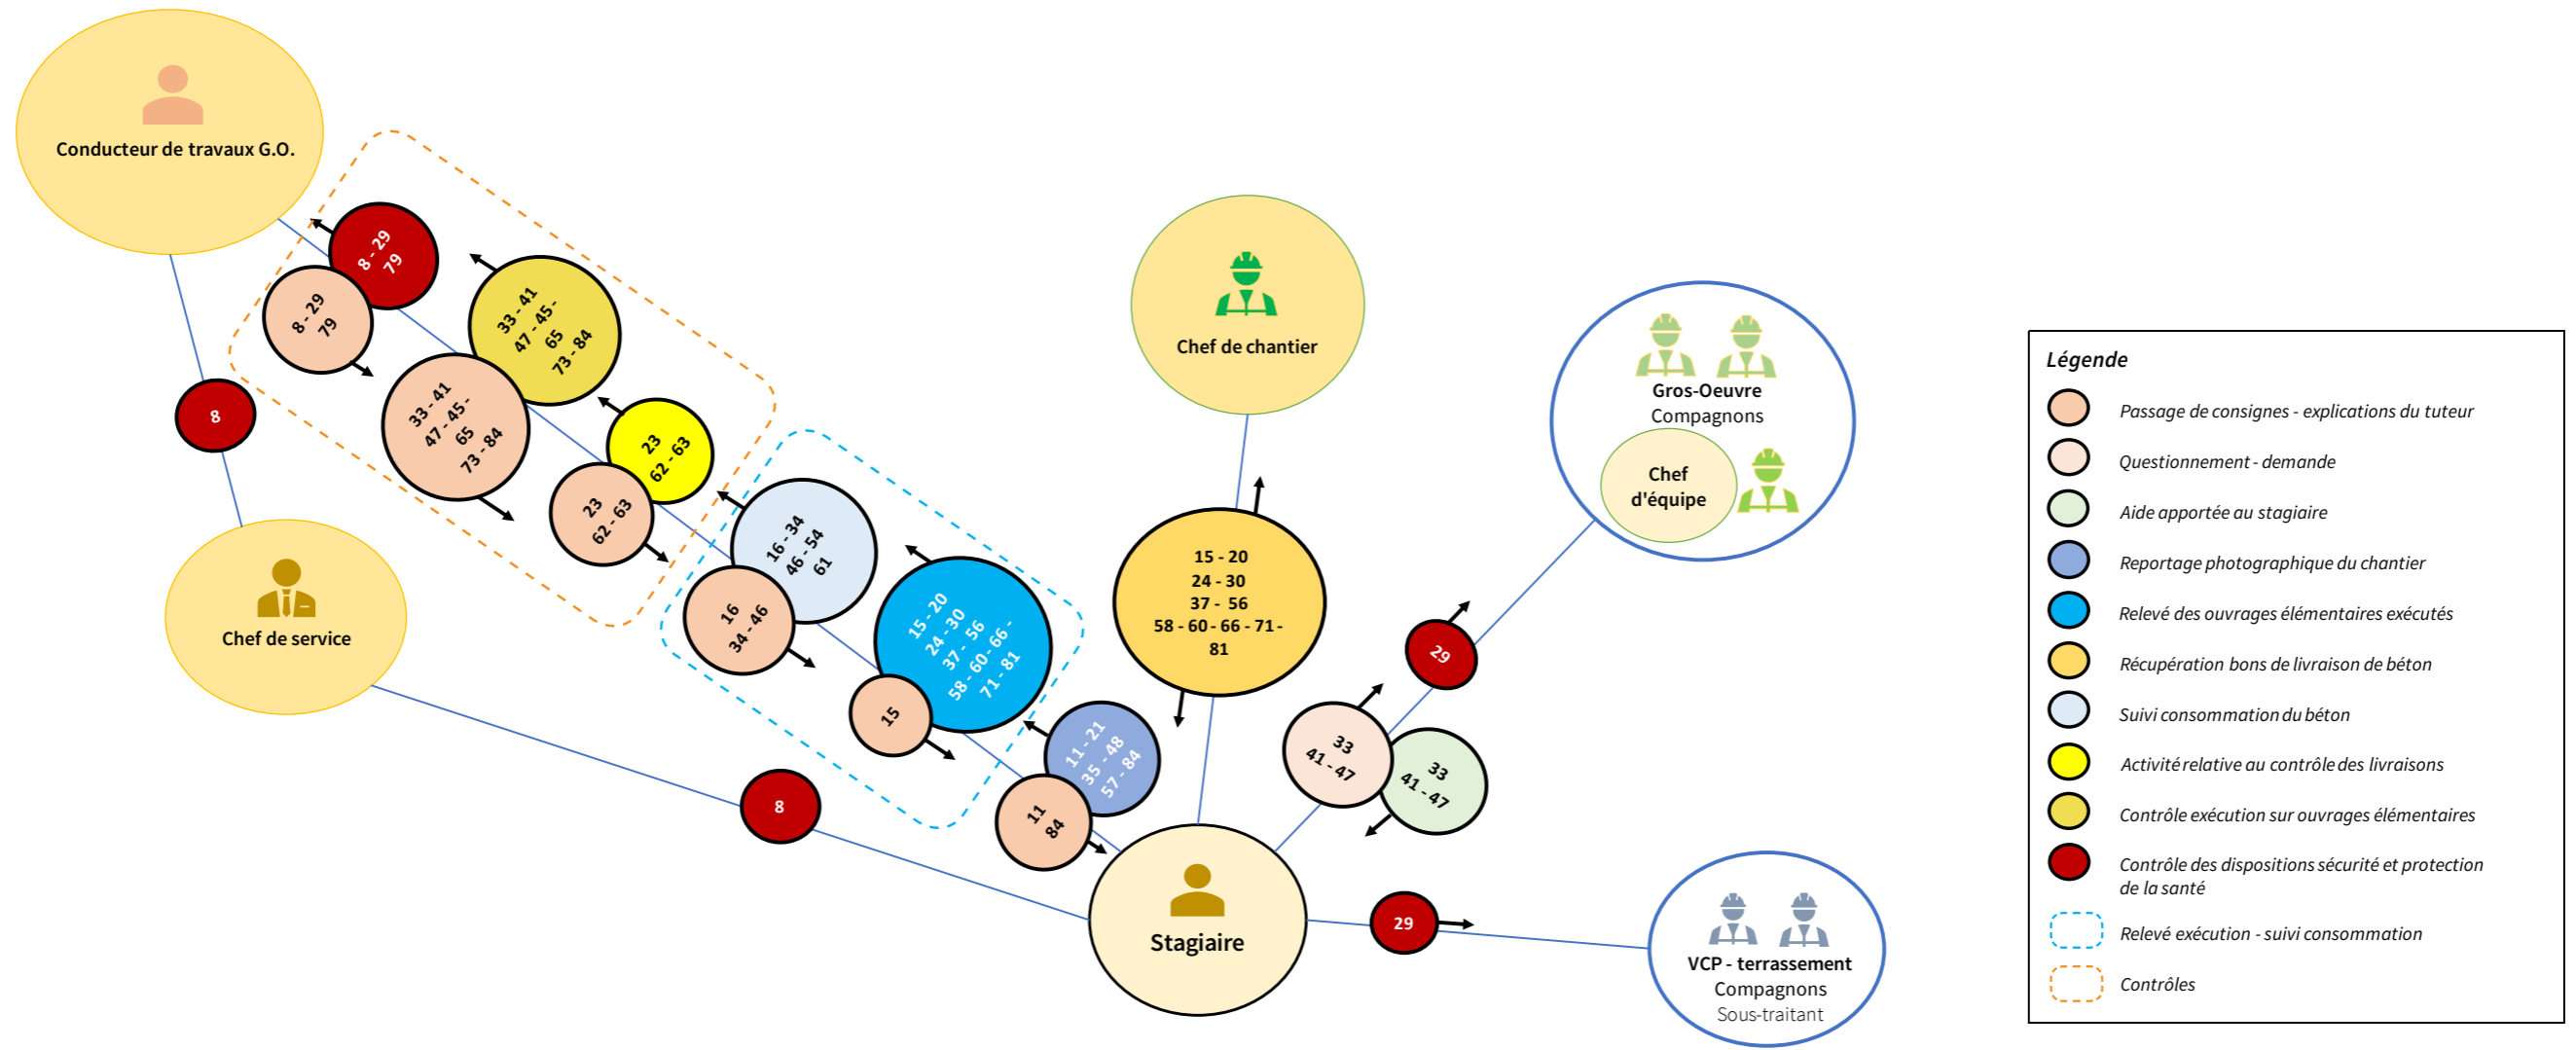 Conducteur de travaux G.O.
8 - 29
79
8 - 29
79
33 - 41
47 - 45 -
65
73 - 84
33 - 41
47 - 45 -
65
73 - 84
23
62 - 63
23
62 - 63
8
Chef de service
8
16 - 34
46 - 54
61
16
34 - 46
15 - 20
24 - 30
37 - 56
58 - 60 - 66 -
71 - 81
15
11 - 21
35 - 48
57 - 84
11
84
Chef de chantier
15 - 20
24 - 30
37 - 56
58 - 60 - 66 - 71 -
81
Gros-Oeuvre
Compagnons
Chef
d'équipe
29
33
41 - 47
33
41 - 47
Stagiaire
29
VCP - terrassement
Compagnons
Sous-traitant
Légende
Passage de consignes - explications du tuteur
Questionnement - demande
Aide apportée au stagiaire
Reportage photographique du chantier
Relevé des ouvrages élémentaires exécutés
Récupération bons de livraison de béton
Suivi consommation du béton
Activité relative au contrôle des livraisons
Contrôle exécution sur ouvrages élémentaires
Contrôle des dispositions sécurité et protection
de la santé
Relevé exécution - suivi consommation
Contrôles